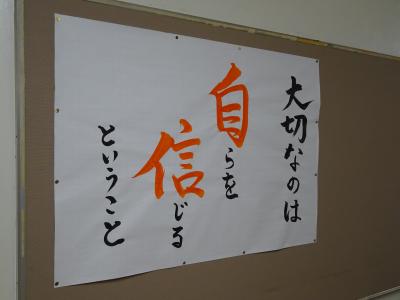 大切なのは
自らを
信じる
ということ